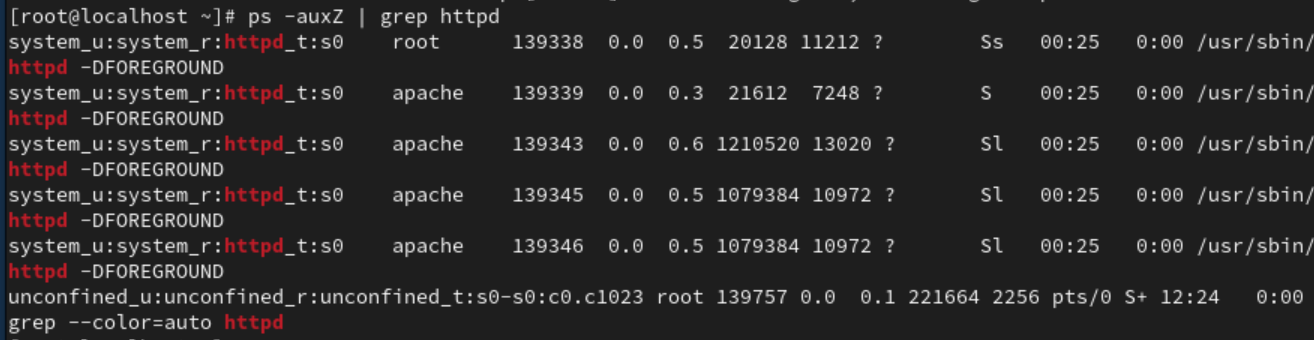 [root@localhost ~]# ps -auxZ | grep httpd
system_u:system_r:httpd_t:s0    root      139338  0.0  0.5  20128 11212 ?        Ss   00:25   0:00 /usr/sbin/
httpd -DFOREGROUND
system_u:system_r:httpd_t:s0    apache    139339  0.0  0.3  21612  7248 ?        S    00:25   0:00 /usr/sbin/
httpd -DFOREGROUND
system_u:system_r:httpd_t:s0    apache    139343  0.0  0.6 1210520 13020 ?       Sl   00:25   0:00 /usr/sbin/
httpd -DFOREGROUND
system_u:system_r:httpd_t:s0    apache    139345  0.0  0.5 1079384 10972 ?       Sl   00:25   0:00 /usr/sbin/
httpd -DFOREGROUND
system_u:system_r:httpd_t:s0    apache    139346  0.0  0.5 1079384 10972 ?       Sl   00:25   0:00 /usr/sbin/
httpd -DFOREGROUND
unconfined_u:unconfined_r:unconfined_t:s0-s0:c0.c1023 root 139757 0.0  0.1 221664 2256 pts/0 S+ 12:24   0:00
grep --color=auto httpd